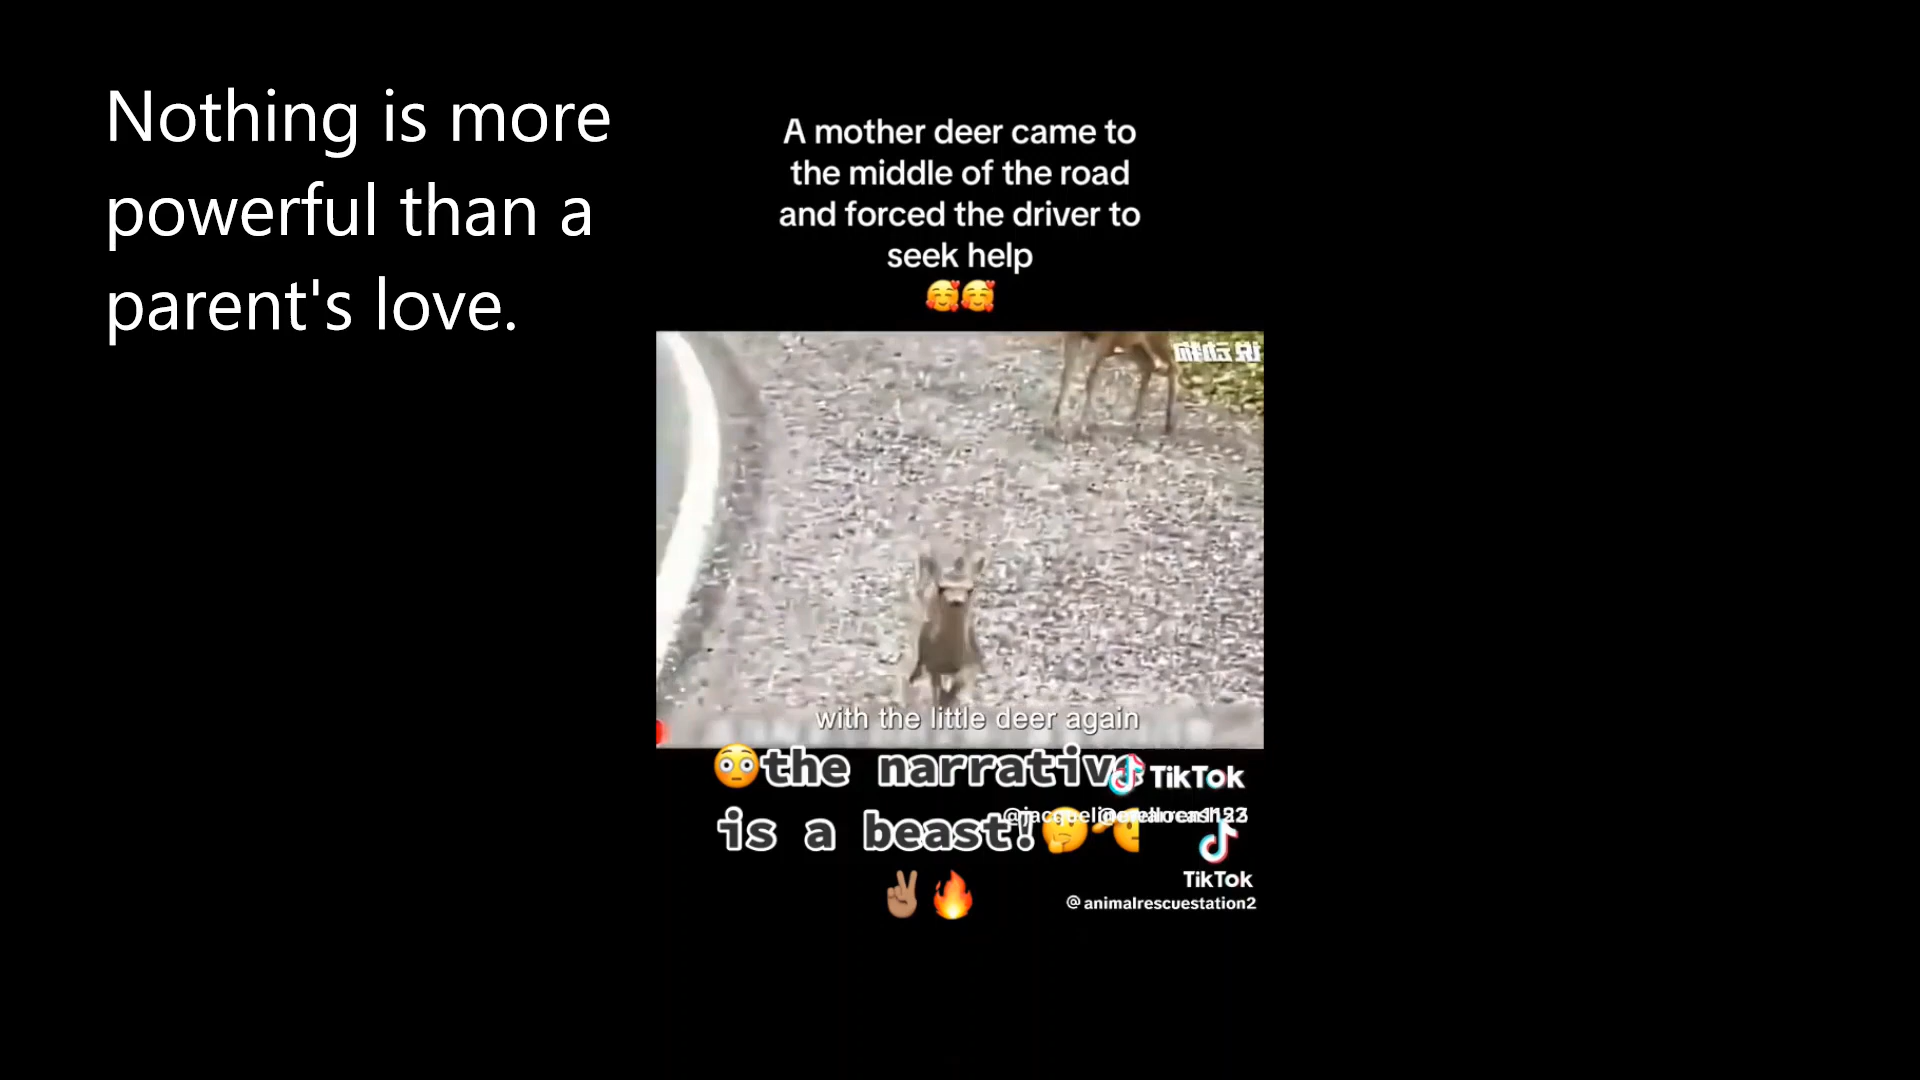 Nothing is more
powerful than a
parent's love.
A mother deer came to
the middle of the road
and forced the driver to
seek help
with the little deer again
the narrative
is a beast!
TikTok
TikTok
@animalrescuestation2